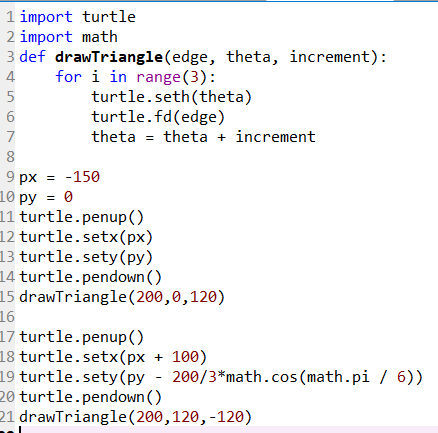 1 import turtle
2 import math
3 def drawTriangle(edge, theta, increment):
4     for i in range(3):
5         turtle.seth(theta)
6         turtle.fd(edge)
7         theta = theta + increment
8
9 px = -150
10 py = 0
11 turtle.penup()
12 turtle.setx(px)
13 turtle.sety(py)
14 turtle.pendown()
15 drawTriangle(200,0,120)
16
17 turtle.penup()
18 turtle.setx(px + 100)
19 turtle.sety(py - 200/3*math.cos(math.pi / 6))
20 turtle.pendown()
21 drawTriangle(200,120,-120)